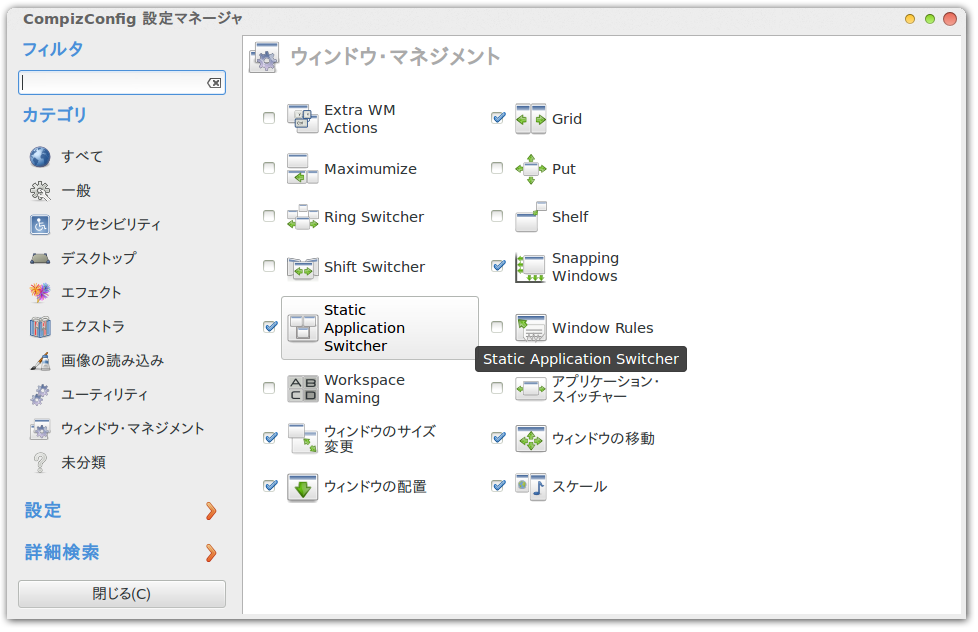 CompizConfig 設定マネージャ
フィルタ
カテゴリ
すべて
一般
アクセシビリティ
デスクトップ
エフェクト
エクストラ
画像の読み込み
ユーティリティ
ウィンドウ・マネジメント
未分類
設定
詳細検索
閉じる(C)
ウィンドウ・マネジメント
Extra WM
Actions
Grid
Maximumize
Put
Ring Switcher
Shelf
Shift Switcher
Snapping
Windows
Static
Application
Switcher
Window Rules
Static Application Switcher
Workspace
Naming
アプリケーション・
スイッチャー
ウィンドウのサイズ
変更
ウィンドウの移動
ウィンドウの配置
スケール